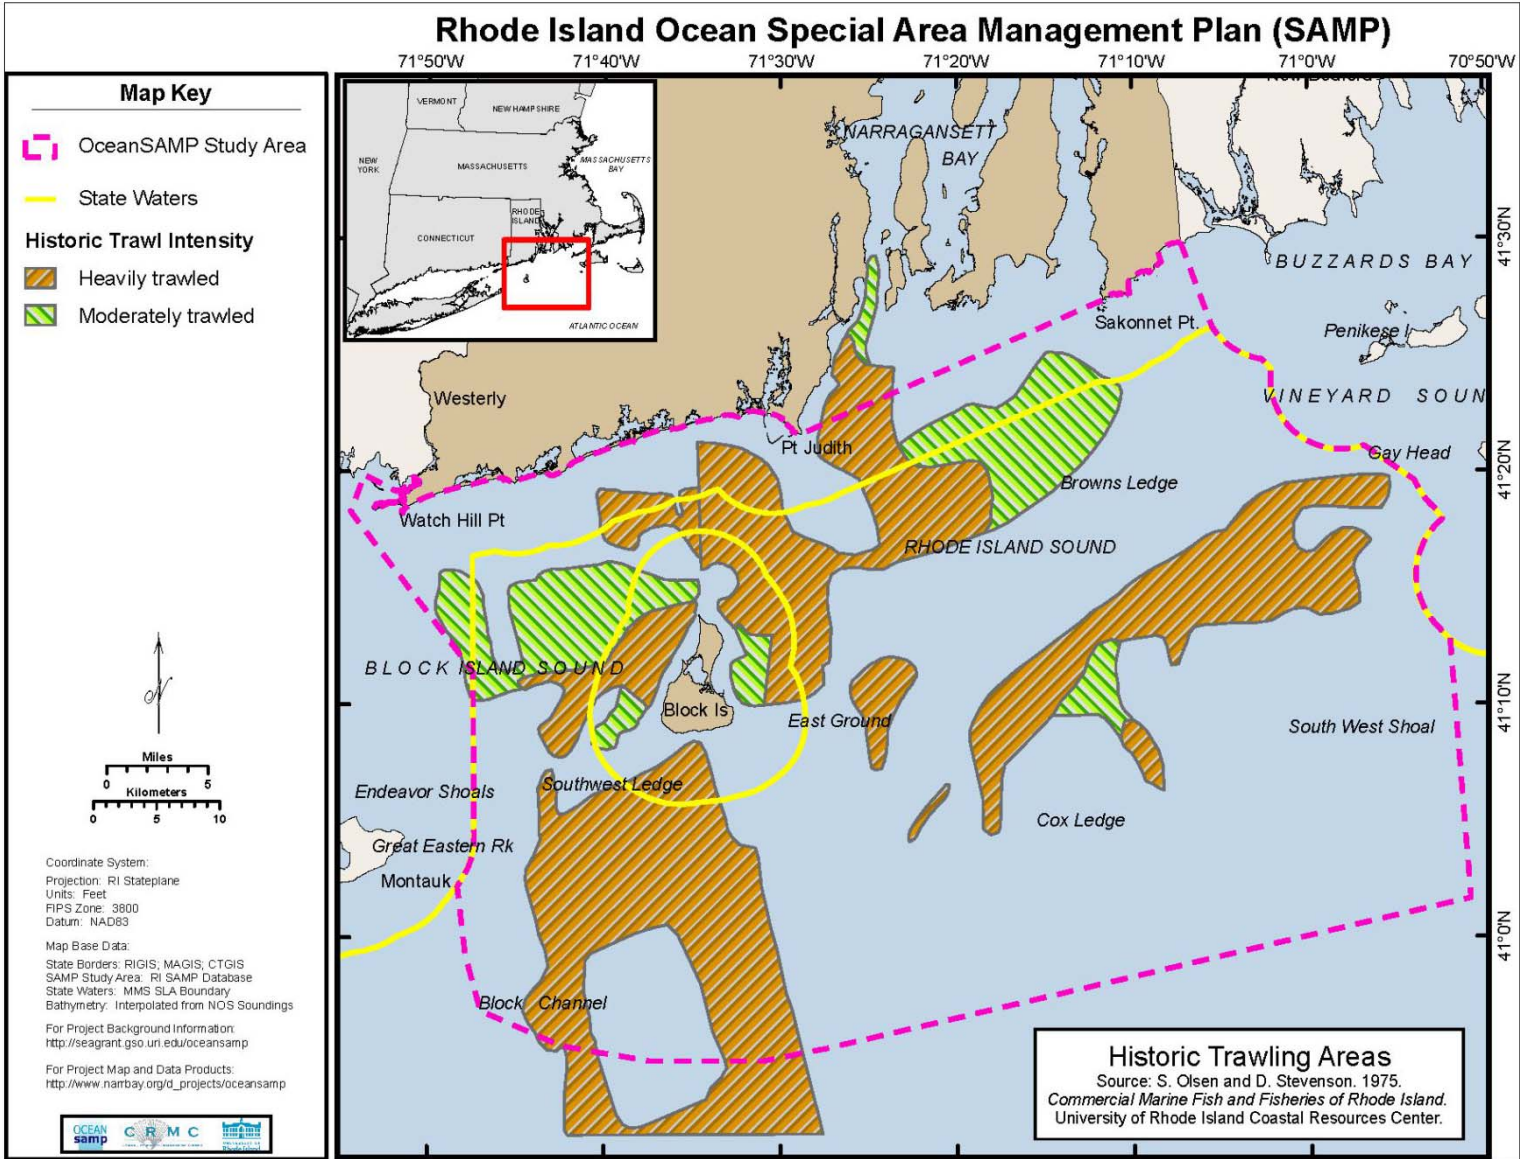 Rhode Island Ocean Special Area Management Plan (SAMP)
71°50'W 71°40'W 71°30'W 71°20'W 71°10'W 71°0'W 70°50'W
Map Key
OceanSAMP Study Area
State Waters
Historic Trawl Intensity
Heavily trawled
Moderately trawled
Miles
0 5
Kilometers
0 5 10
Coordinate System:
Projection: RI Stateplane
Units: Feet
FIPS Zone: 3800
Datum: NAD83
Map Base Data:
State Borders: RIGIS; MAGIS; CTGIS
SAMP Study Area: RI SAMP Database
State Waters: MMS SLA Boundary
Bathymetry: Interpolated from NOS Soundings
For Project Background Information:
http://seagrant.gso.uri.edu/oceansamp
For Project Map and Data Products:
http://www.narrbay.org/d_projects/oceansamp
OCEAN
samp
CRMC
Rhode Island
VERMONT
NEW HAMPSHIRE
NEW
YORK
MASSACHUSETTS
MASSACHUSETTS
BAY
CONNECTICUT
RHODE
ISLAND
ATLANTIC OCEAN
New Bedford
NARRAGANSETT
BAY
41°30'N
BUZZARDS BAY
Sakonnet Pt.
Penikese I
Westerly
VINEYARD SOUN
Pt Judith
Gay Head
41°20'N
Browns Ledge
Watch Hill Pt
RHODE ISLAND SOUND
BLOCK ISLAND SOUND
Block Is
41°10'N
East Ground
South West Shoal
Southwest Ledge
Endeavor Shoals
Cox Ledge
Great Eastern Rk
Montauk
41°0'N
Block Channel
Historic Trawling Areas
Source: S. Olsen and D. Stevenson. 1975.
Commercial Marine Fish and Fisheries of Rhode Island.
University of Rhode Island Coastal Resources Center.